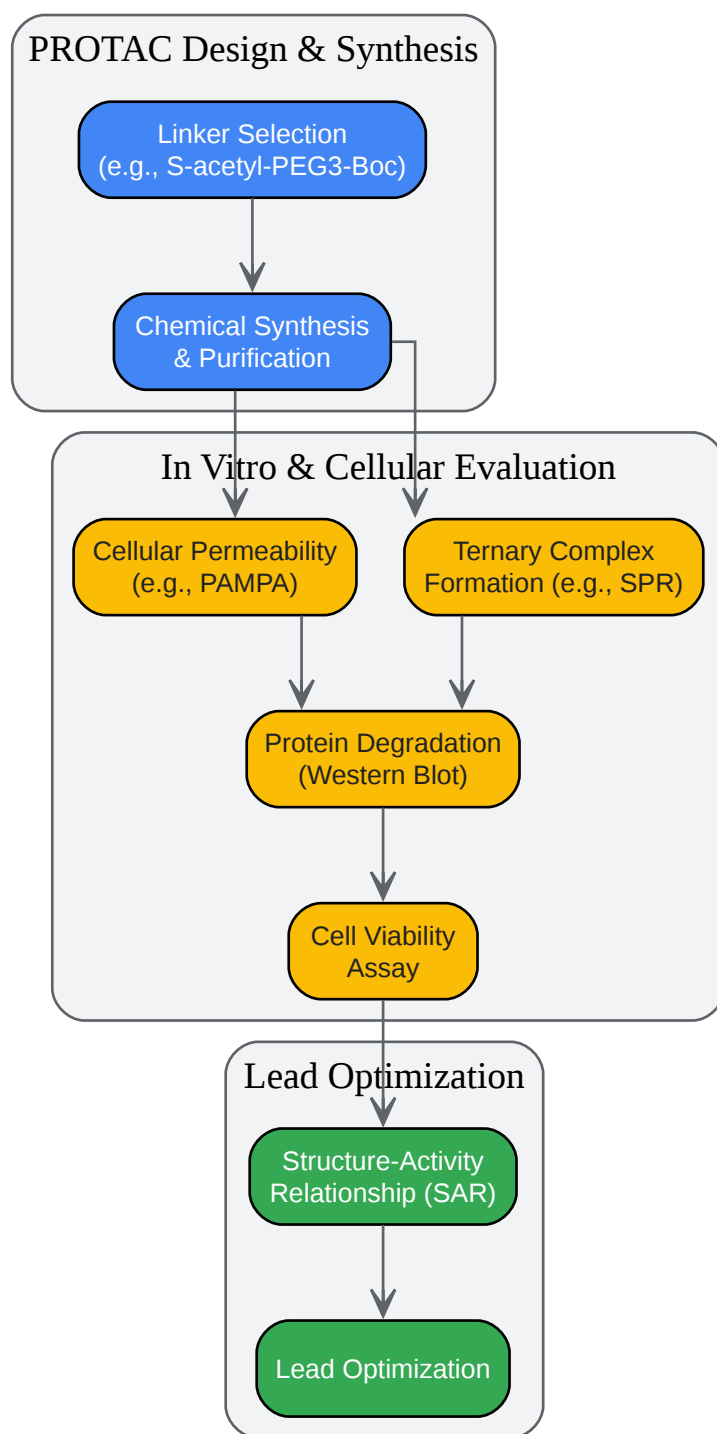 PROTAC Design & Synthesis
Linker Selection
(e.g., S-acetyl-PEG3-Boc)
Chemical Synthesis
& Purification
In Vitro & Cellular Evaluation
Cellular Permeability
(e.g., PAMPA)
Ternary Complex
Formation (e.g., SPR)
Protein Degradation
(Western Blot)
Cell Viability
Assay
Lead Optimization
Structure-Activity
Relationship (SAR)
Lead Optimization